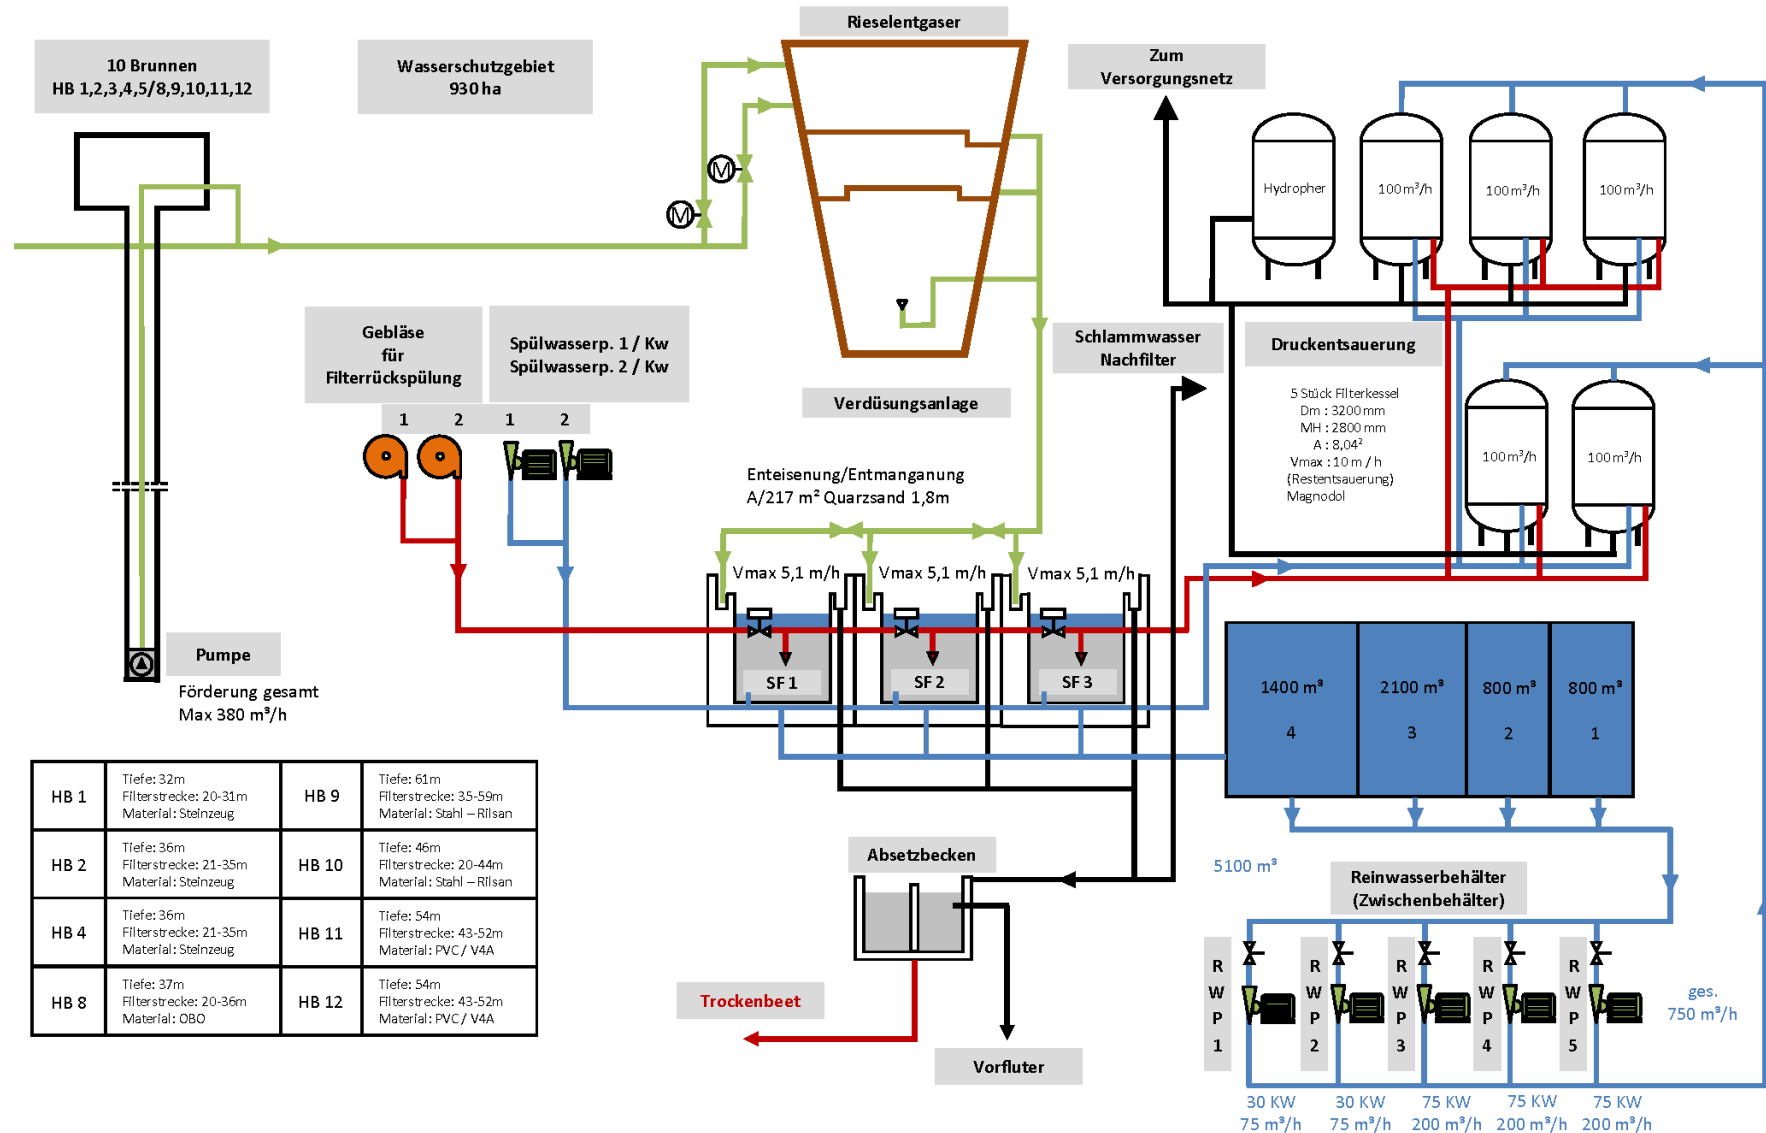 Rieselentgaser
10 Brunnen
HB 1,2,3,4,5/8,9,10,11,12
Wasserschutzgebiet
930 ha
Zum
Versorgungsnetz
M
M
Hydropher
100 m³/h
100 m³/h
100 m³/h
Gebläse
für
Filterrückspülung
Spülwasserp. 1 / Kw
Spülwasserp. 2 / Kw
1
2
1
2
Verdüsungsanlage
Schlammwasser
Nachfilter
Druckentsauerung
5 Stück Filterkessel
Dm : 3200 mm
MH : 2800 mm
A : 8,04²
Vmax : 10 m / h
(Restentsauerung)
Magnodol
100 m³/h
100 m³/h
Enteisenung/Entmanganung
A/217 m² Quarzsand 1,8m
Vmax 5,1 m/h
Vmax 5,1 m/h
Vmax 5,1 m/h
SF 1
SF 2
SF 3
Pumpe
Förderung gesamt
Max 380 m³/h
1400 m³
4
2100 m³
3
800 m³
2
800 m³
1
HB 1
Tiefe: 32m
Filterstrecke: 20-31m
Material: Steinzeug
HB 9
Tiefe: 61m
Filterstrecke: 35-59m
Material: Stahl – Rilsan
HB 2
Tiefe: 36m
Filterstrecke: 21-35m
Material: Steinzeug
HB 10
Tiefe: 46m
Filterstrecke: 20-44m
Material: Stahl – Rilsan
HB 4
Tiefe: 36m
Filterstrecke: 21-35m
Material: Steinzeug
HB 11
Tiefe: 54m
Filterstrecke: 43-52m
Material: PVC / V4A
HB 8
Tiefe: 37m
Filterstrecke: 20-36m
Material: OBO
HB 12
Tiefe: 54m
Filterstrecke: 43-52m
Material: PVC / V4A
Absetzbecken
Trockenbeet
Vorfluter
5100 m³
Reinwasserbehälter
(Zwischenbehälter)
RWP 1
RWP 2
RWP 3
RWP 4
RWP 5
ges.
750 m³/h
30 KW
75 m³/h
30 KW
75 m³/h
75 KW
200 m³/h
75 KW
200 m³/h
75 KW
200 m³/h